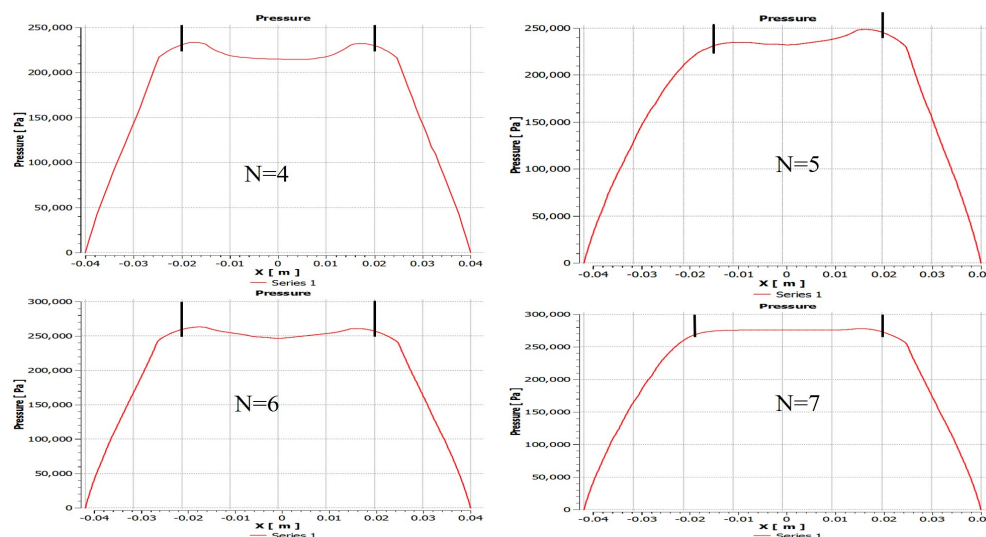 Pressure
250,000
200,000
150,000
100,000
50,000
0
Pressure [ Pa ]
N=4
-0.04 -0.03 -0.02 -0.01 0 0.01 0.02 0.03 0.04
X [ m ]
Series 1
Pressure
250,000
200,000
150,000
100,000
50,000
0
Pressure [ Pa ]
N=5
-0.04 -0.03 -0.02 -0.01 0 0.01 0.02 0.03 0.0
X [ m ]
Series 1
Pressure
300,000
250,000
200,000
150,000
100,000
50,000
0
Pressure [ Pa ]
N=6
-0.04 -0.03 -0.02 -0.01 0 0.01 0.02 0.03 0.04
X [ m ]
Series 1
Pressure
300,000
250,000
200,000
150,000
100,000
50,000
0
Pressure [ Pa ]
N=7
-0.04 -0.03 -0.02 -0.01 0 0.01 0.02 0.03 0.0
X [ m ]
Series 1